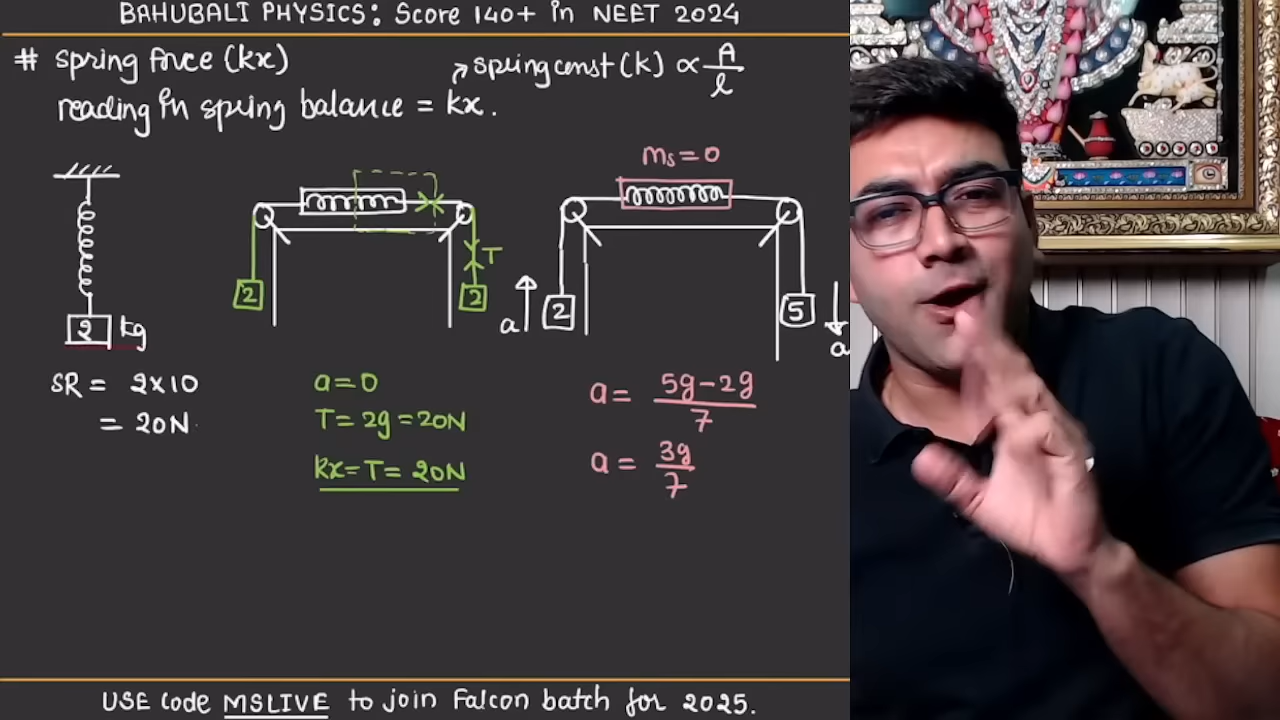 BAHUBALI PHYSICS: Score 140+ in NEET 2024
# spring force (kx)
spring const (k) ∝ A/l
reading in spring balance = kx.
2 kg
SR = 2×10
= 20N
2
2
T
a=0
T= 2g = 20N
kx=T= 20N
ms=0
a
2
5
a
a= 5g-2g/7
a = 3g/7
USE Code MSLIVE to join Falcon batch for 2025.